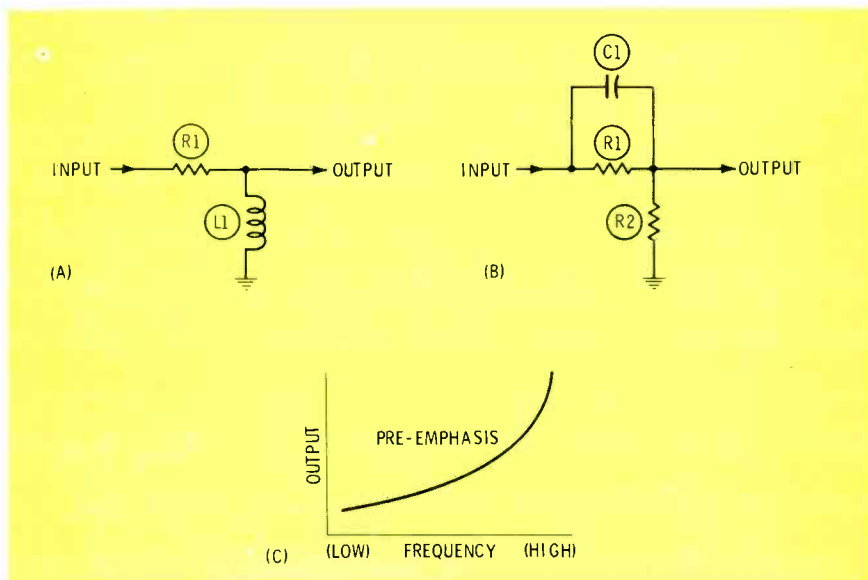 C1
R1
INPUT
OUTPUT
L1
(A)
R1
INPUT
OUTPUT
R2
(B)
OUTPUT
PRE-EMPHASIS
(C)
(LOW) FREQUENCY (HIGH)